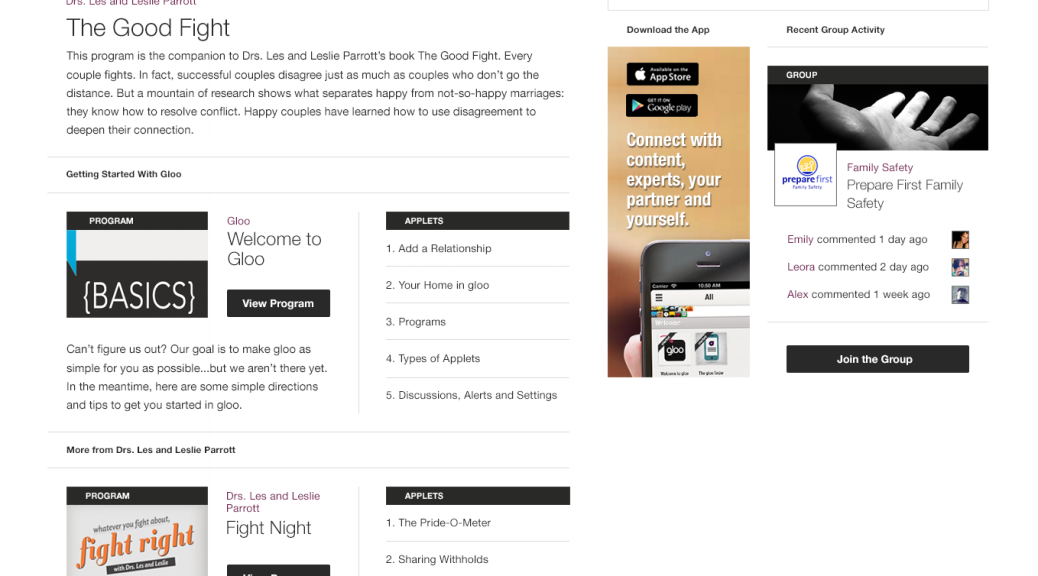 Drs. Les and Leslie Parrott
The Good Fight
This program is the companion to Drs. Les and Leslie Parrott's book The Good Fight. Every
couple fights. In fact, successful couples disagree just as much as couples who don't go the
distance. But a mountain of research shows what separates happy from not-so-happy marriages:
they know how to resolve conflict. Happy couples have learned how to use disagreement to
deepen their connection.
Getting Started With Gloo
PROGRAM
{BASICS}
Gloo
Welcome to
Gloo
View Program
Can't figure us out? Our goal is to make gloo as
simple for you as possible...but we aren't there yet.
In the meantime, here are some simple directions
and tips to get you started in gloo.
APPLETS
1. Add a Relationship
2. Your Home in gloo
3. Programs
4. Types of Applets
5. Discussions, Alerts and Settings
More from Drs. Les and Leslie Parrott
PROGRAM
whatever you fight about,
fight right
with Drs. Les and Leslie
Drs. Les and Leslie
Parrott
Fight Night
View Program
APPLETS
1. The Pride-O-Meter
2. Sharing Withholds
Download the App
Available on the
App Store
GET IT ON
Google play
Connect with
content,
experts, your
partner and
yourself.
Carrier 10:50 AM
All
Welcome!
gloo
Welcome to gloo
Recent Group Activity
GROUP
preparefirst
Family Safety
Family Safety
Prepare First Family
Safety
Emily commented 1 day ago
Leora commented 2 day ago
Alex commented 1 week ago
Join the Group